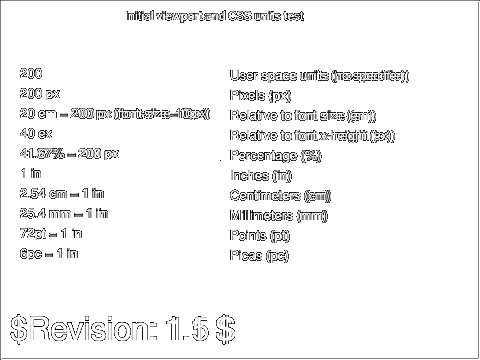 Initial viewport and CSS units test
200 User space units (no specifier)
200 px Pixels (px)
20 em = 200 px (font-size=10px) Relative to font size (em)
40 ex Relative to font x-height (ex)
41.67% = 200 px Percentage (%)
1 in Inches (in)
2.54 cm = 1 in Centimeters (cm)
25.4 mm = 1 in Millimeters (mm)
72pt = 1 in Points (pt)
6pc = 1 in Picas (pc)
$Revision: 1.5 $